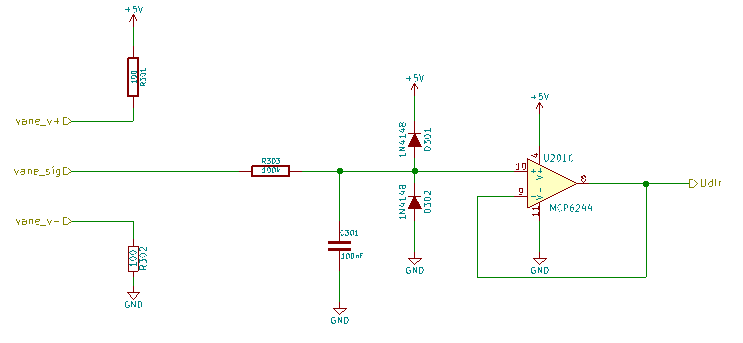 +5V
100
R301
vane_v+
vane_sig
R303
100k
vane_v-
100
R302
GND
C301
100nF
GND
+5V
1N4148
D301
1N4148
D302
GND
+5V
4
U201C
10
+
V+
8
9
-
V-
11
MCP6244
GND
Udir